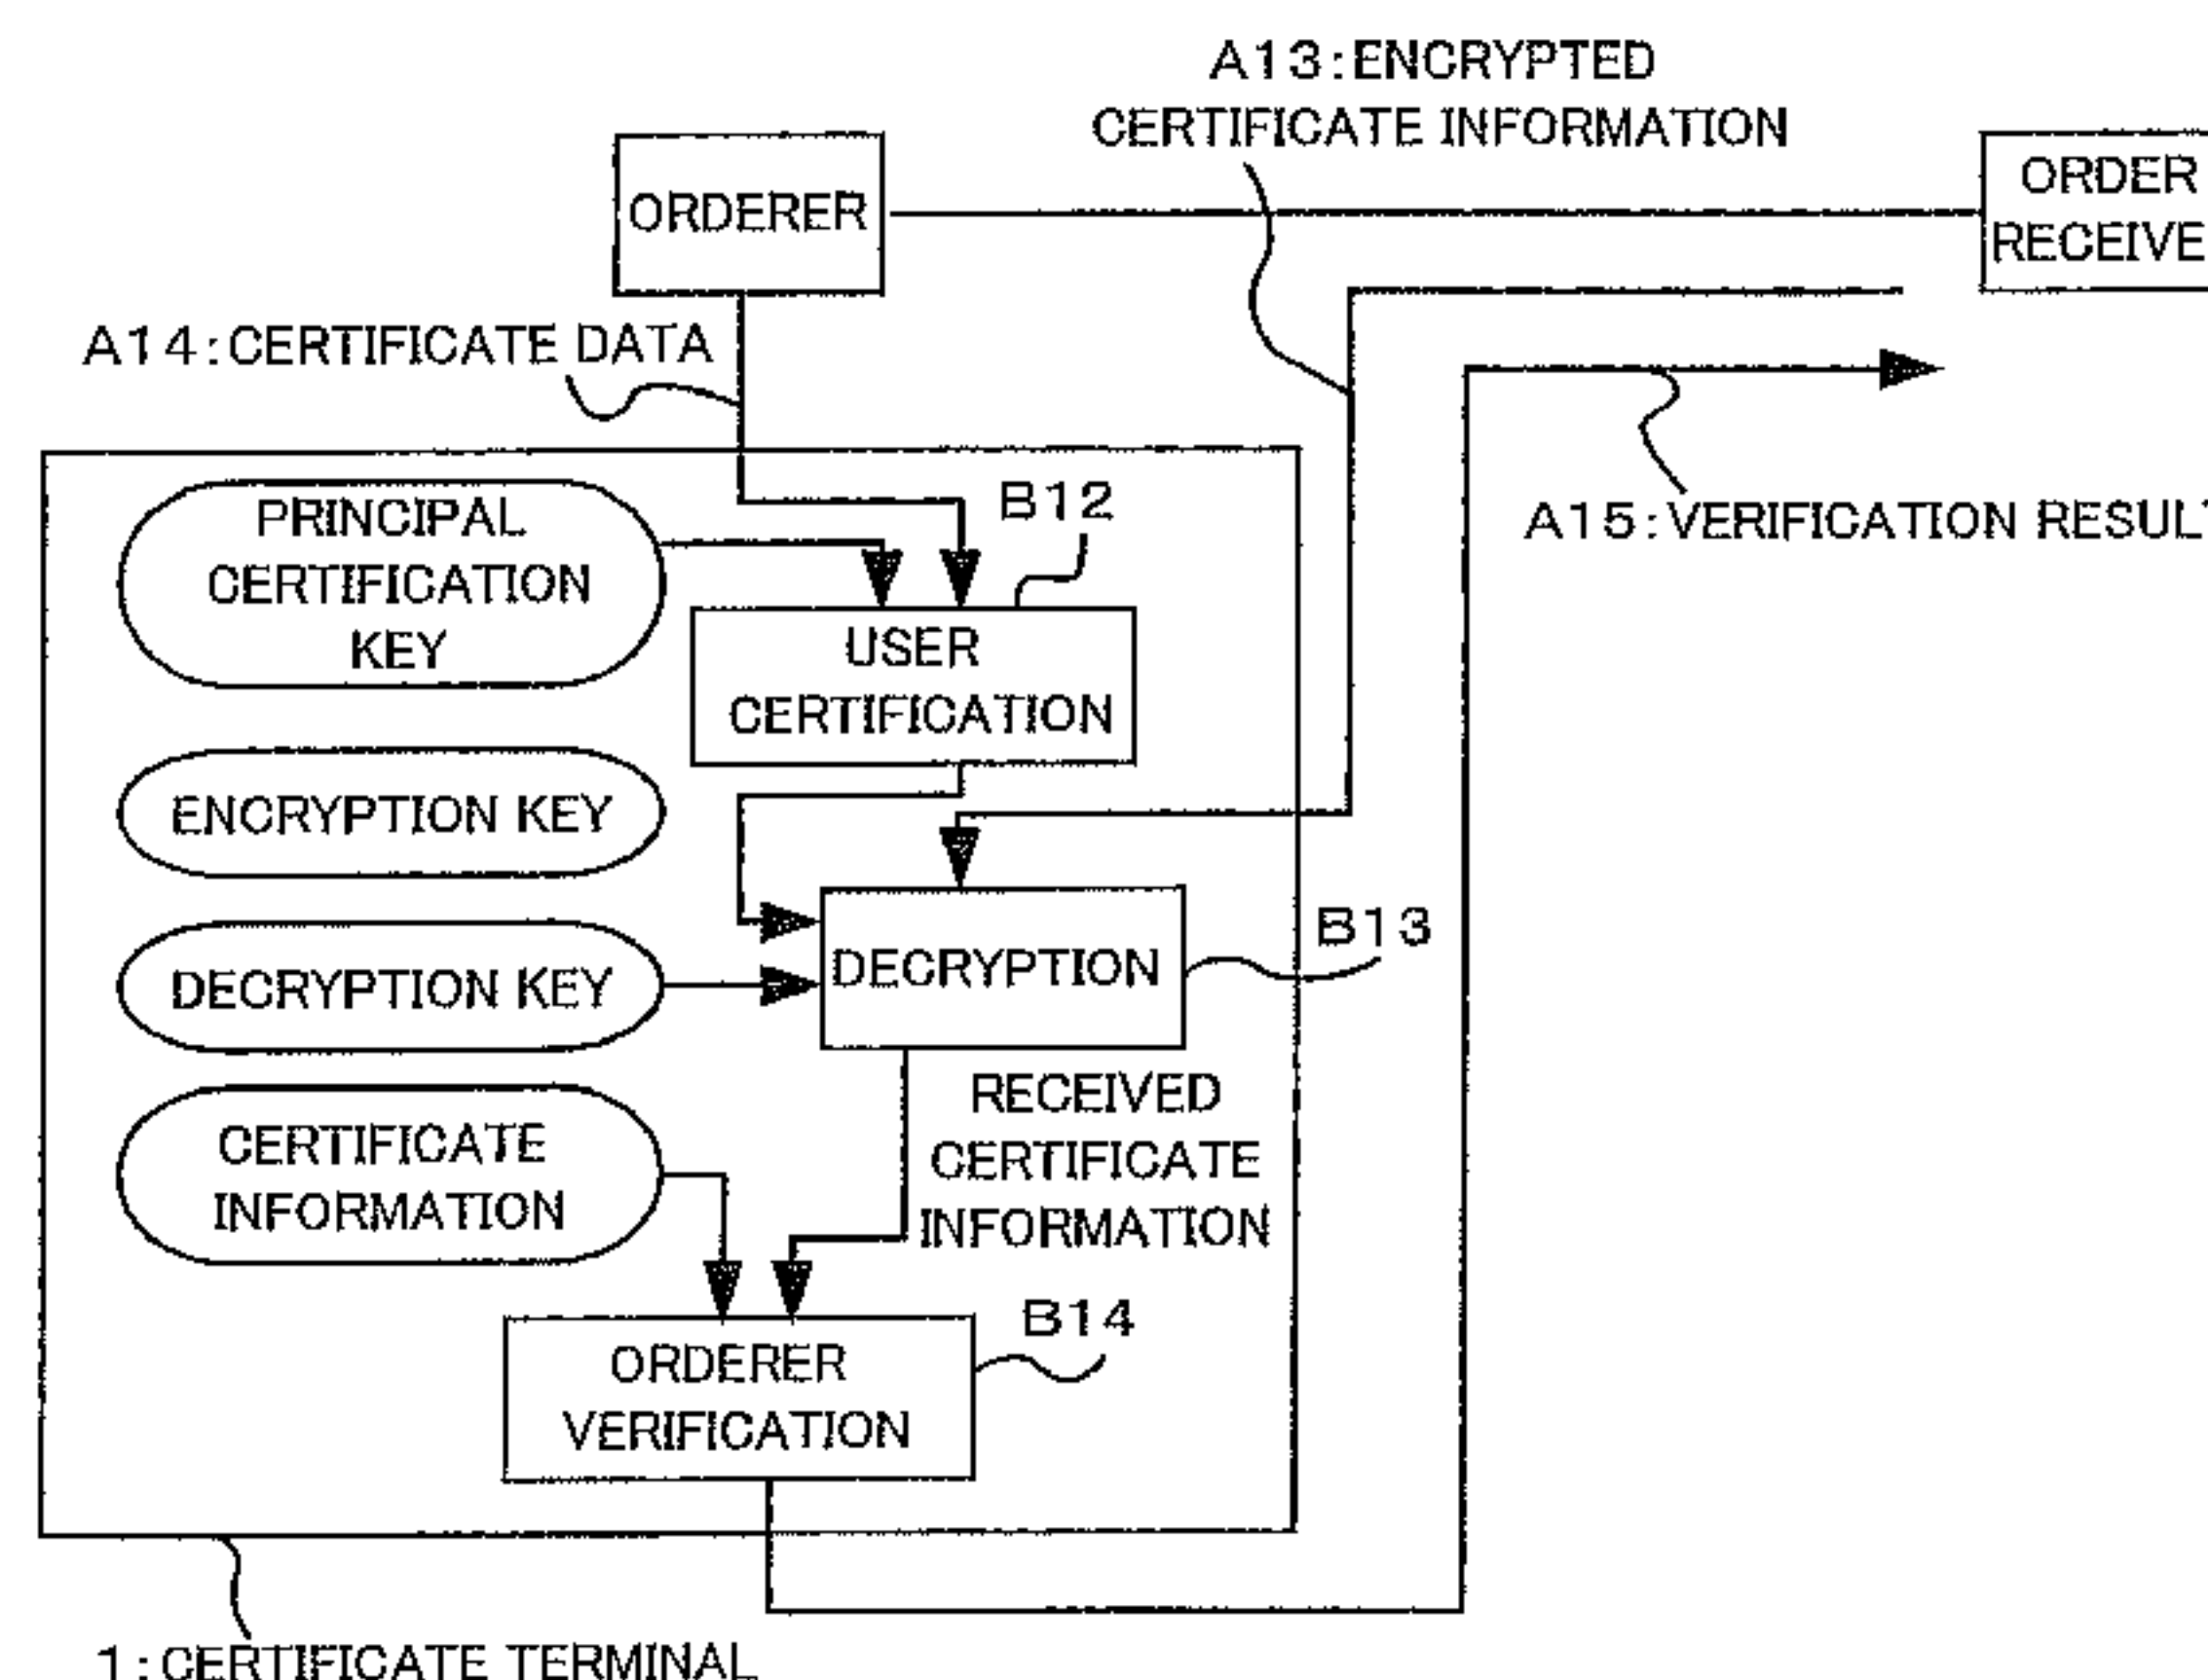 A13:ENCRYPTED
CERTIFICATE INFORMATION
ORDERER
ORDER
RECEIVE
A14:CERTIFICATE DATA
PRINCIPAL
CERTIFICATION
KEY
B12
A15:VERIFICATION RESULT
USER
CERTIFICATION
ENCRYPTION KEY
DECRYPTION KEY
DECRYPTION
B13
RECEIVED
CERTIFICATE
INFORMATION
CERTIFICATE
INFORMATION
B14
ORDERER
VERIFICATION
1:CERTIFICATE TERMINAL